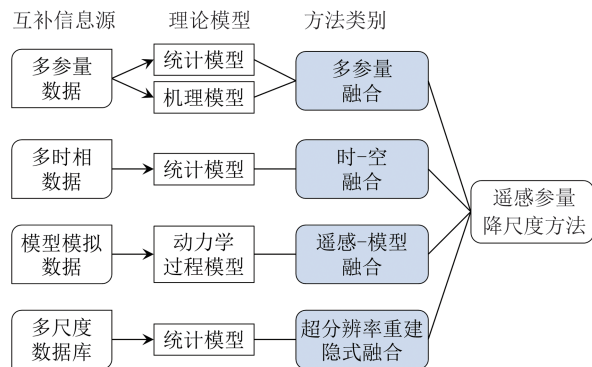 互补信息源 理论模型 方法类别
多参量
数据
统计模型
机理模型
多参量
融合
多时相
数据
统计模型
时-空
融合
模型模拟
数据
动力学
过程模型
遥感-模型
融合
多尺度
数据库
统计模型
超分辨率重建
隐式融合
遥感参量
降尺度方法